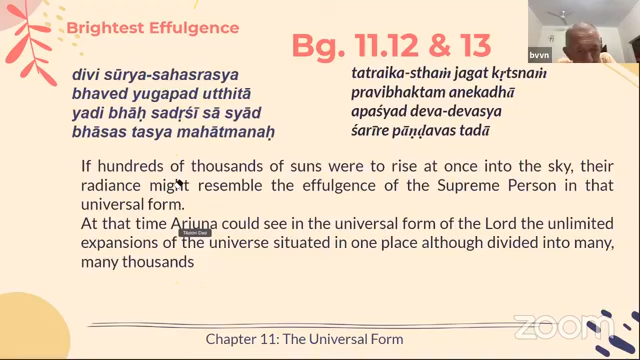 Brightest Effulgence
Bg. 11.12 & 13
divi sūrya-sahasrasya
bhaved yugapad utthitā
yadi bhāḥ sadṛśī sā syād
bhāsas tasya mahātmanaḥ
tatraika-sthaṁ jagat kṛtsnaṁ
pravibhaktam anekadhā
apaśyad deva-devasya
śarīre pāṇḍavas tadā
If hundreds of thousands of suns were to rise at once into the sky, their
radiance might resemble the effulgence of the Supreme Person in that
universal form.
At that time Arjuna could see in the universal form of the Lord the unlimited
expansions of the universe situated in one place although divided into many,
many thousands
Chapter 11: The Universal Form
bvvn
zoom